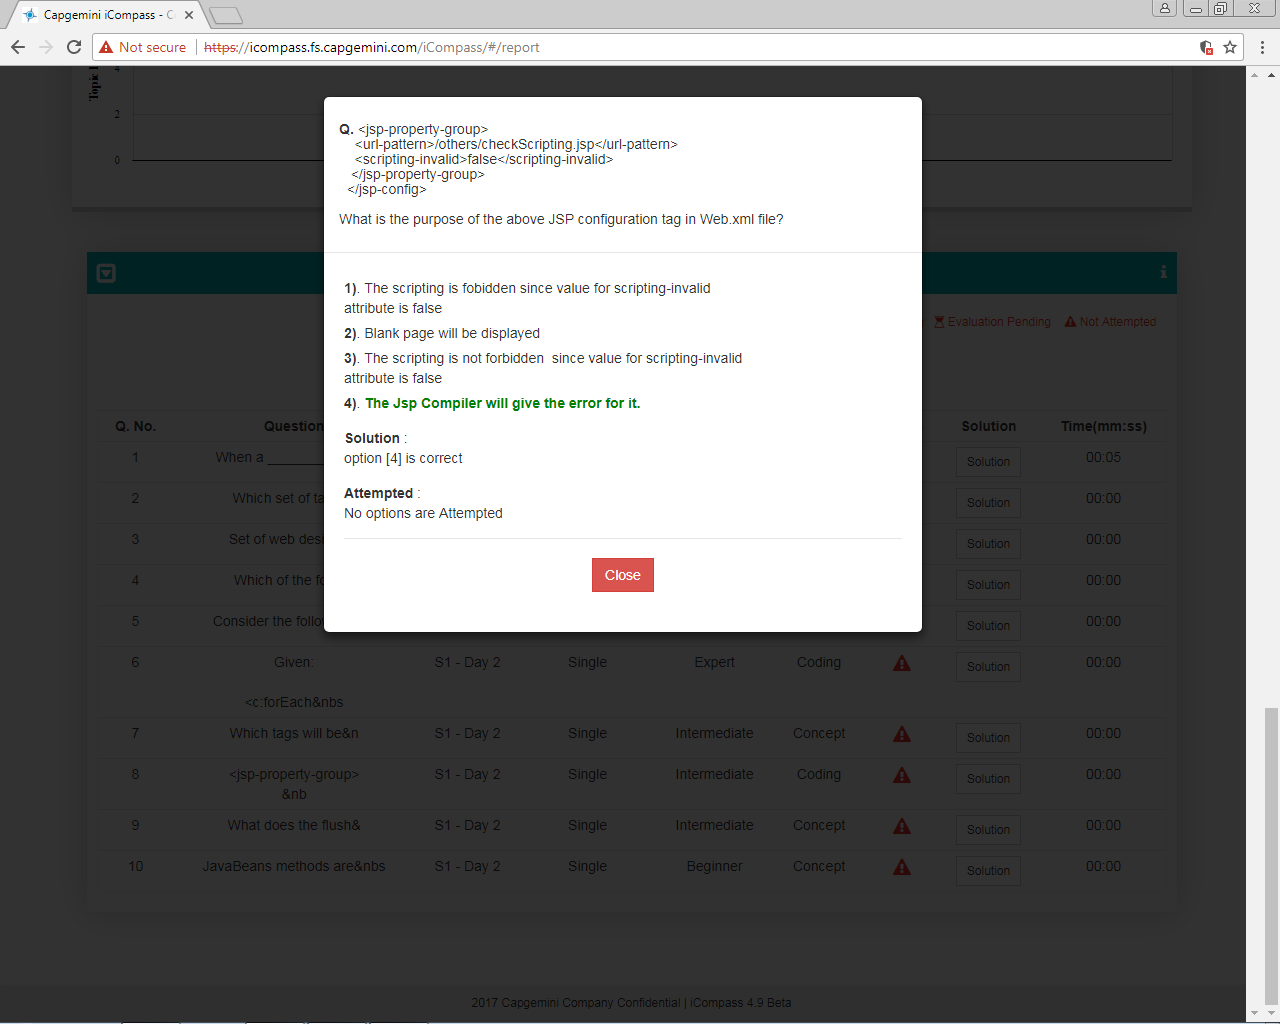 Capgemini iCompass - C
Not secure https://icompass.fs.capgemini.com/iCompass/#/report
Topic
4
2
0
Q. <jsp-property-group>
<url-pattern>/others/checkScripting.jsp</url-pattern>
<scripting-invalid>false</scripting-invalid>
</jsp-property-group>
</jsp-config>
What is the purpose of the above JSP configuration tag in Web.xml file?
1). The scripting is fobidden since value for scripting-invalid
attribute is false
2). Blank page will be displayed
3). The scripting is not forbidden  since value for scripting-invalid
attribute is false
4). The Jsp Compiler will give the error for it.
Solution :
option [4] is correct
Attempted :
No options are Attempted
Close
Evaluation Pending Not Attempted
Q. No. Question Solution Time(mm:ss)
1 When a ________ Solution 00:05
2 Which set of ta Solution 00:00
3 Set of web des Solution 00:00
4 Which of the fo Solution 00:00
5 Consider the follo Solution 00:00
6 Given: S1 - Day 2 Single Expert Coding Solution 00:00
<c:forEach&nbs
7 Which tags will be&n S1 - Day 2 Single Intermediate Concept Solution 00:00
8 <jsp-property-group> S1 - Day 2 Single Intermediate Coding Solution 00:00
&nb
9 What does the flush& S1 - Day 2 Single Intermediate Concept Solution 00:00
10 JavaBeans methods are&nbs S1 - Day 2 Single Beginner Concept Solution 00:00
2017 Capgemini Company Confidential | iCompass 4.9 Beta